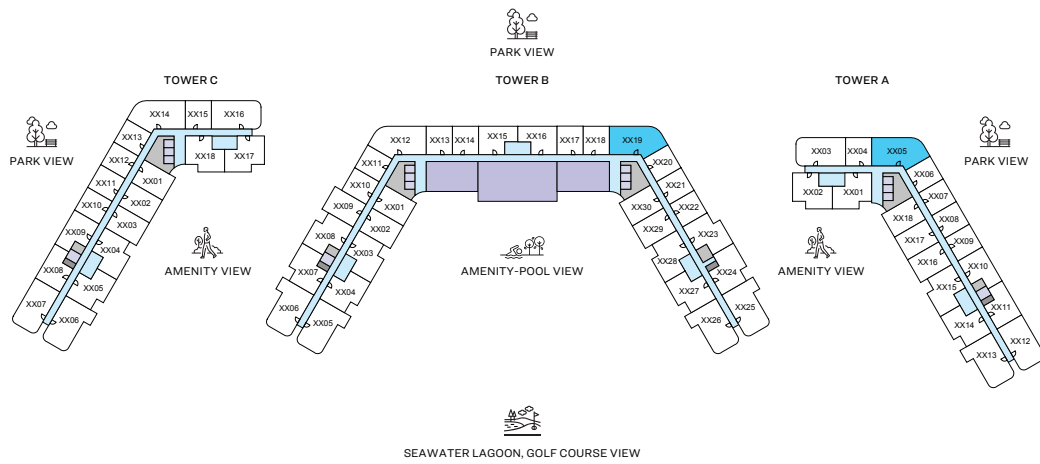 PARK VIEW
TOWER C
TOWER B
TOWER A
PARK VIEW
PARK VIEW
XX14
XX15
XX16
XX13
XX12
XX11
XX10
XX09
XX08
XX07
XX18
XX17
XX01
XX02
XX03
XX04
XX05
XX06
AMENITY VIEW
XX12
XX13
XX14
XX15
XX16
XX17
XX18
XX19
XX11
XX10
XX09
XX08
XX07
XX06
XX01
XX02
XX03
XX04
XX05
XX20
XX21
XX22
XX23
XX24
XX25
XX30
XX29
XX28
XX27
XX26
AMENITY-POOL VIEW
XX03
XX04
XX05
XX02
XX01
XX06
XX07
XX08
XX09
XX10
XX11
XX12
XX18
XX17
XX16
XX15
XX14
XX13
AMENITY VIEW
SEAWATER LAGOON, GOLF COURSE VIEW